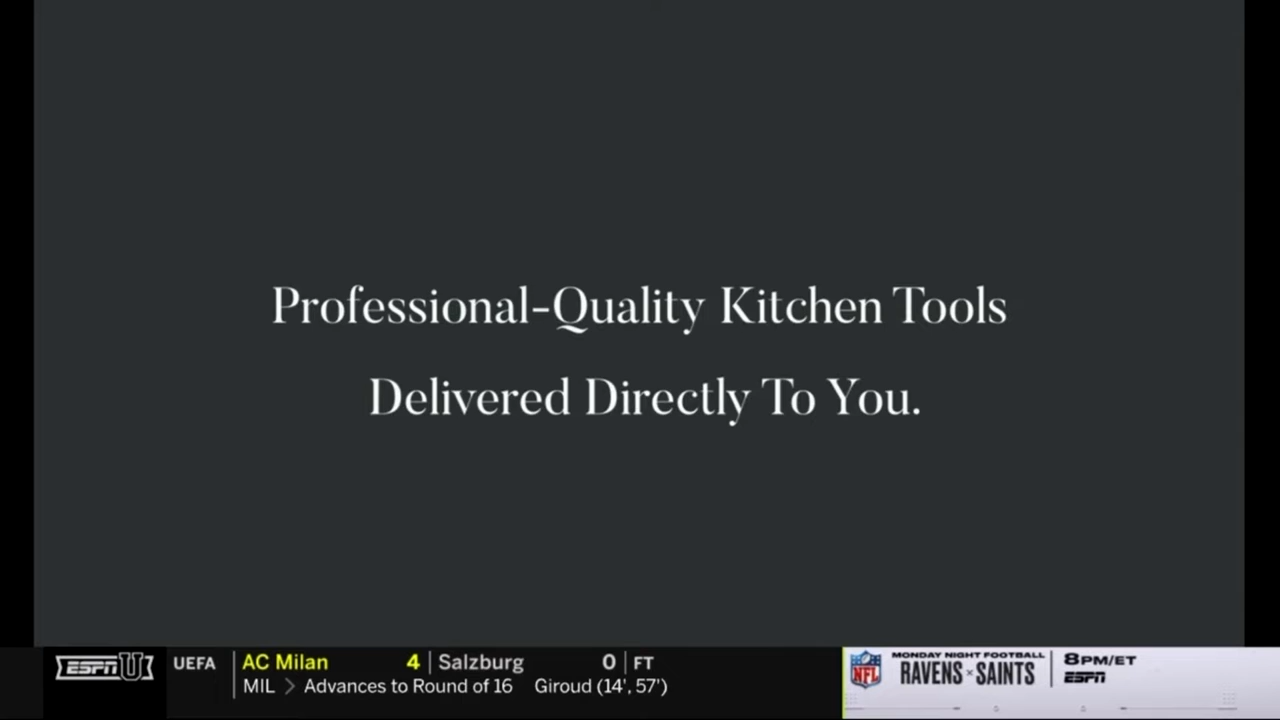 Professional-Quality Kitchen Tools
Delivered Directly To You.
ESPNU UEFA AC Milan 4 Salzburg 0 FT
MIL > Advances to Round of 16 Giroud (14', 57')
NFL MONDAY NIGHT FOOTBALL
RAVENS × SAINTS
8PM/ET
ESPN